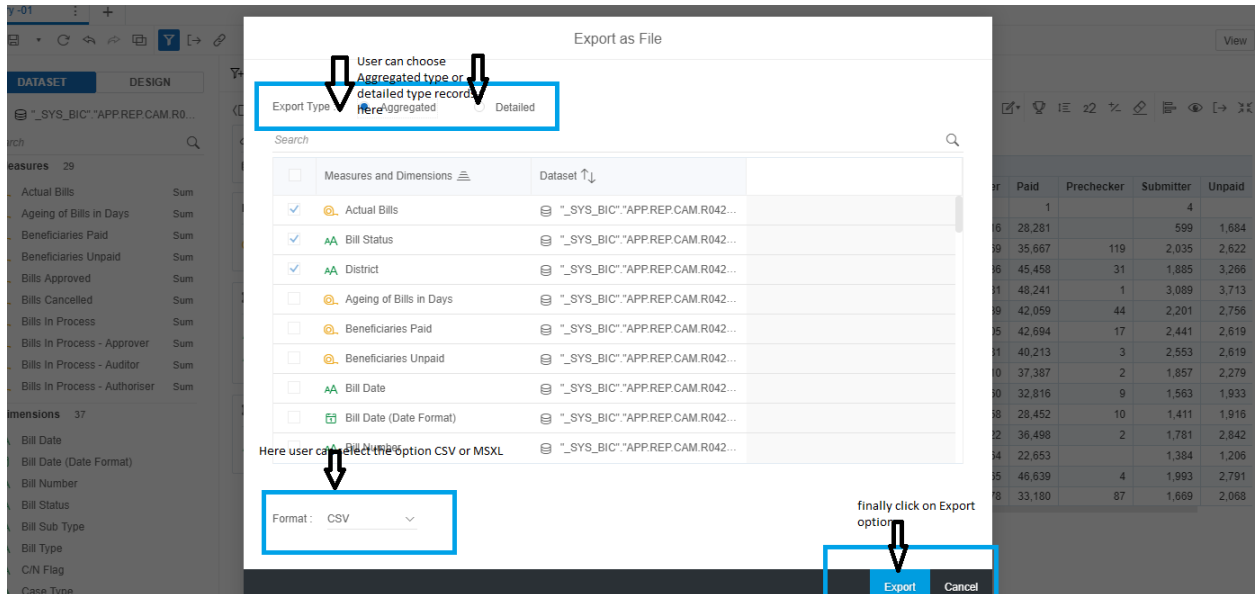 y -01
View
DATASET
DESIGN
"_SYS_BIC"."APP.REP.CAM.R0...
Measures 29
Actual Bills Sum
Ageing of Bills in Days Sum
Beneficiaries Paid Sum
Beneficiaries Unpaid Sum
Bills Approved Sum
Bills Cancelled Sum
Bills In Process Sum
Bills In Process - Approver Sum
Bills In Process - Auditor Sum
Bills In Process - Authoriser Sum
Dimensions 37
Bill Date
Bill Date (Date Format)
Bill Number
Bill Status
Bill Sub Type
Bill Type
C/N Flag
Case Type
Export as File
User can choose
Aggregated type or
detailed type records
here
Export Type :
Aggregated
Detailed
Search
Measures and Dimensions
Dataset
Actual Bills "_SYS_BIC"."APP.REP.CAM.R042...
Bill Status "_SYS_BIC"."APP.REP.CAM.R042...
District "_SYS_BIC"."APP.REP.CAM.R042...
Ageing of Bills in Days "_SYS_BIC"."APP.REP.CAM.R042...
Beneficiaries Paid "_SYS_BIC"."APP.REP.CAM.R042...
Beneficiaries Unpaid "_SYS_BIC"."APP.REP.CAM.R042...
Bill Date "_SYS_BIC"."APP.REP.CAM.R042...
Bill Date (Date Format) "_SYS_BIC"."APP.REP.CAM.R042...
Bill Number "_SYS_BIC"."APP.REP.CAM.R042...
Here user can select the option CSV or MSXL
Format : CSV
finally click on Export
option
Export
Cancel
Paid Prechecker Submitter Unpaid
1 4
28,281 599 1,684
35,667 119 2,035 2,622
45,458 31 1,885 3,266
48,241 1 3,089 3,713
42,059 44 2,201 2,756
42,694 17 2,441 2,619
40,213 3 2,553 2,619
37,387 2 1,857 2,279
32,816 9 1,563 1,933
28,452 10 1,411 1,916
36,498 2 1,781 2,842
22,653 1,384 1,206
46,639 4 1,993 2,791
33,180 87 1,669 2,068